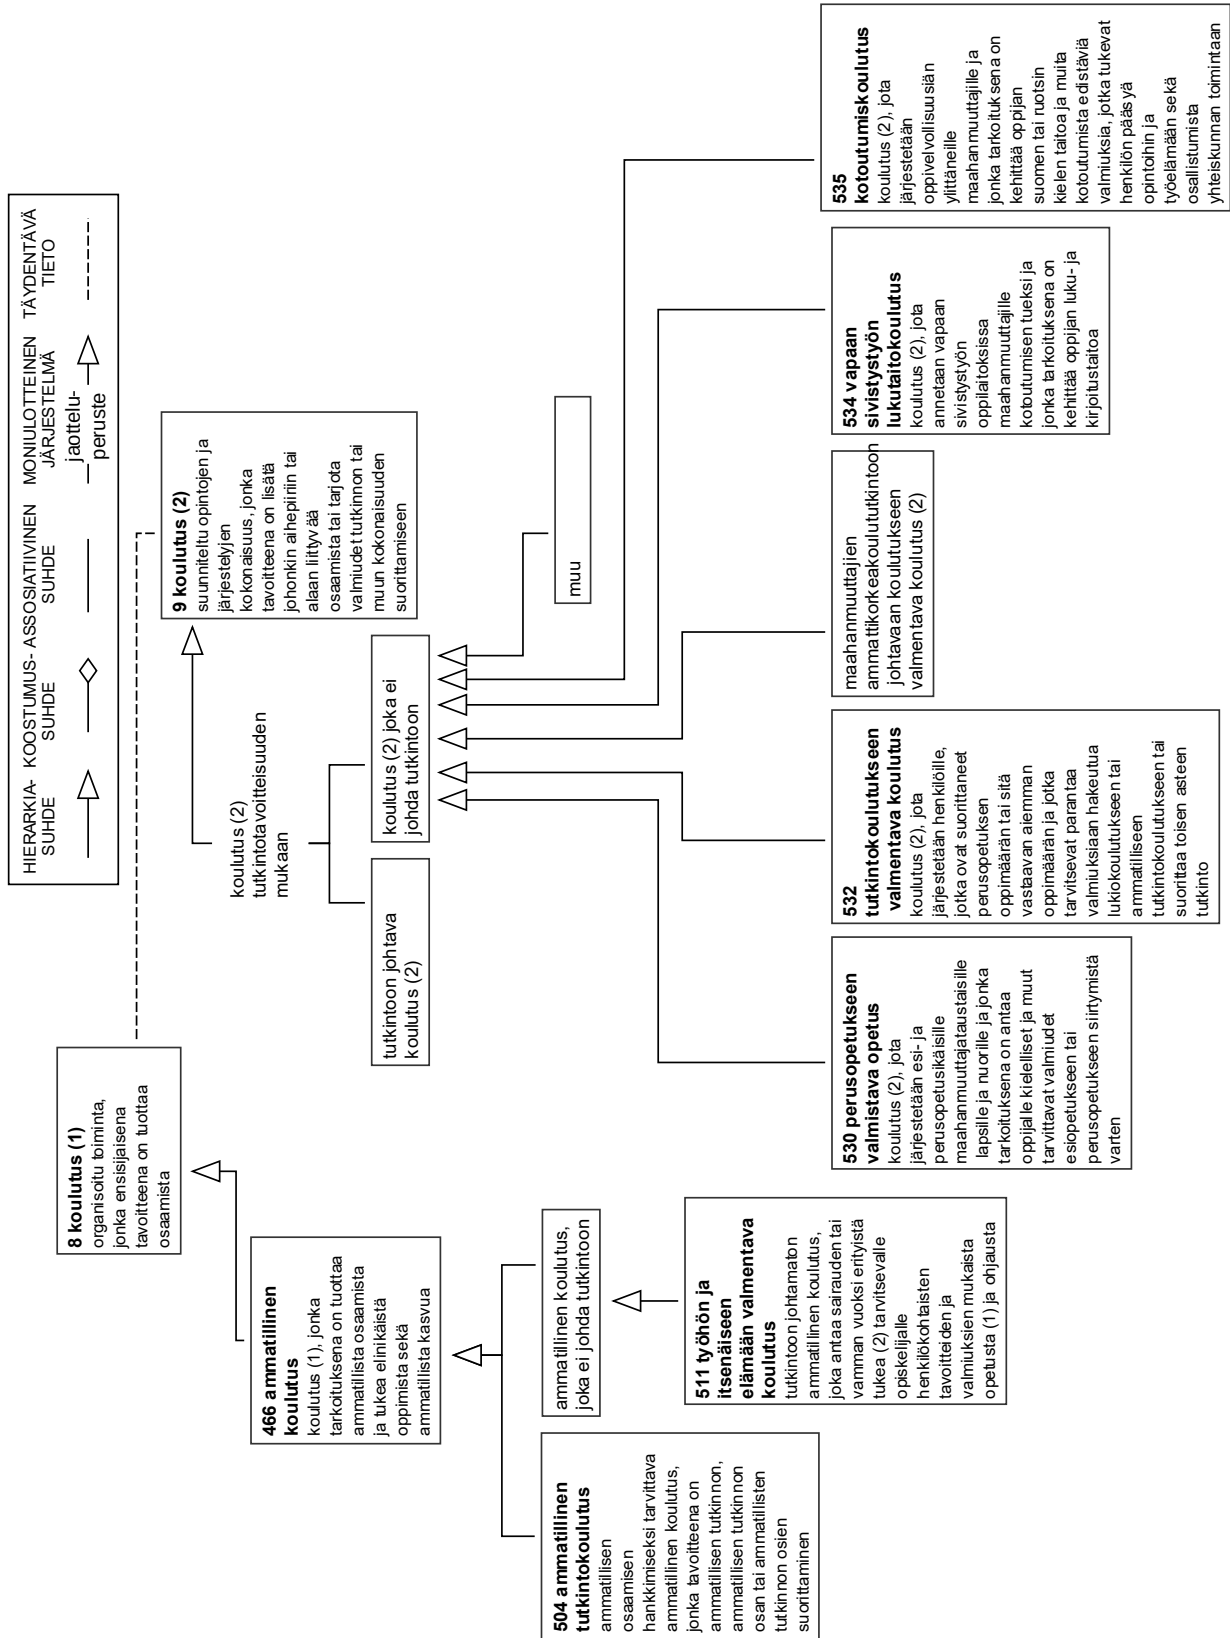 HIERARKIA-
SUHDE
KOOSTUMUS-
SUHDE
ASSOSIATIIVINEN
SUHDE
MONIULOTTEINEN
JÄRJESTELMÄ
jaottelu-
peruste
TÄYDENTÄVÄ
TIETO
8 koulutus (1)
organisoitu toiminta,
jonka ensisijaisena
tavoitteena on tuottaa
osaamista
9 koulutus (2)
suunniteltu opintojen ja
järjestelyjen
kokonaisuus, jonka
tavoitteena on lisätä
johonkin aihepiiriin tai
alaan liittyvää
osaamista tai tarjota
valmiudet tutkinnon tai
muun kokonaisuuden
suorittamiseen
466 ammatillinen
koulutus
koulutus (1), jonka
tarkoituksena on tuottaa
ammatillista osaamista
ja tukea elinikäistä
oppimista sekä
ammatillista kasvua
koulutus (2)
tutkintotavoitteisuuden
mukaan
tutkintoon johtava
koulutus (2)
koulutus (2) joka ei
johda tutkintoon
504 ammatillinen
tutkintokoulutus
ammatillisen
osaamisen
hankkimiseksi tarvittava
ammatillinen koulutus,
jonka tavoitteena on
ammatillisen tutkinnon,
ammatillisen tutkinnon
osan tai ammatillisten
tutkinnon osien
suorittaminen
ammatillinen koulutus,
joka ei johda tutkintoon
511 työhön ja
itsenäiseen
elämään valmentava
koulutus
tutkintoon johtamaton
ammatillinen koulutus,
joka antaa sairauden tai
vamman vuoksi erityistä
tukea (2) tarvitsevalle
opiskelijalle
henkilökohtaisten
tavoitteiden ja
valmiuksien mukaista
opetusta (1) ja ohjausta
muu
530 perusopetukseen
valmistava opetus
koulutus (2), jota
järjestetään esi- ja
perusopetusikäisille
maahanmuuttajataustaisille
lapsille ja nuorille ja jonka
tarkoituksena on antaa
oppijalle kielelliset ja muut
tarvittavat valmiudet
esiopetukseen tai
perusopetukseen siirtymistä
varten
532
tutkintokoulutukseen
valmentava koulutus
koulutus (2), jota
järjestetään henkilöille,
jotka ovat suorittaneet
perusopetuksen
oppimäärän tai sitä
vastaavan aiemman
oppimäärän ja jotka
tarvitsevat parantaa
valmiuksiaan hakeutua
lukiokoulutukseen tai
ammatilliseen
tutkintokoulutukseen tai
suorittaa toisen asteen
tutkinto
maahanmuuttajien
ammattikorkeakoulututkintoon
johtavaan koulutukseen
valmentava koulutus (2)
534 vapaan
sivistystyön
lukutaitokoulutus
koulutus (2), jota
annetaan vapaan
sivistystyön
oppilaitoksissa
maahanmuuttajille
kotoutumisen tueksi ja
jonka tarkoituksena on
kehittää oppijan luku- ja
kirjoitustaitoa
535
kotoutumiskoulutus
koulutus (2), jota
järjestetään
oppivelvollisuusiän
ylittäneille
maahanmuuttajille ja
jonka tarkoituksena on
kehittää oppijan
suomen tai ruotsin
kielen taitoa ja muita
kotoutumista edistäviä
valmiuksia, jotka tukevat
henkilön pääsyä
opintoihin ja
työelämään sekä
osallistumista
yhteiskunnan toimintaan